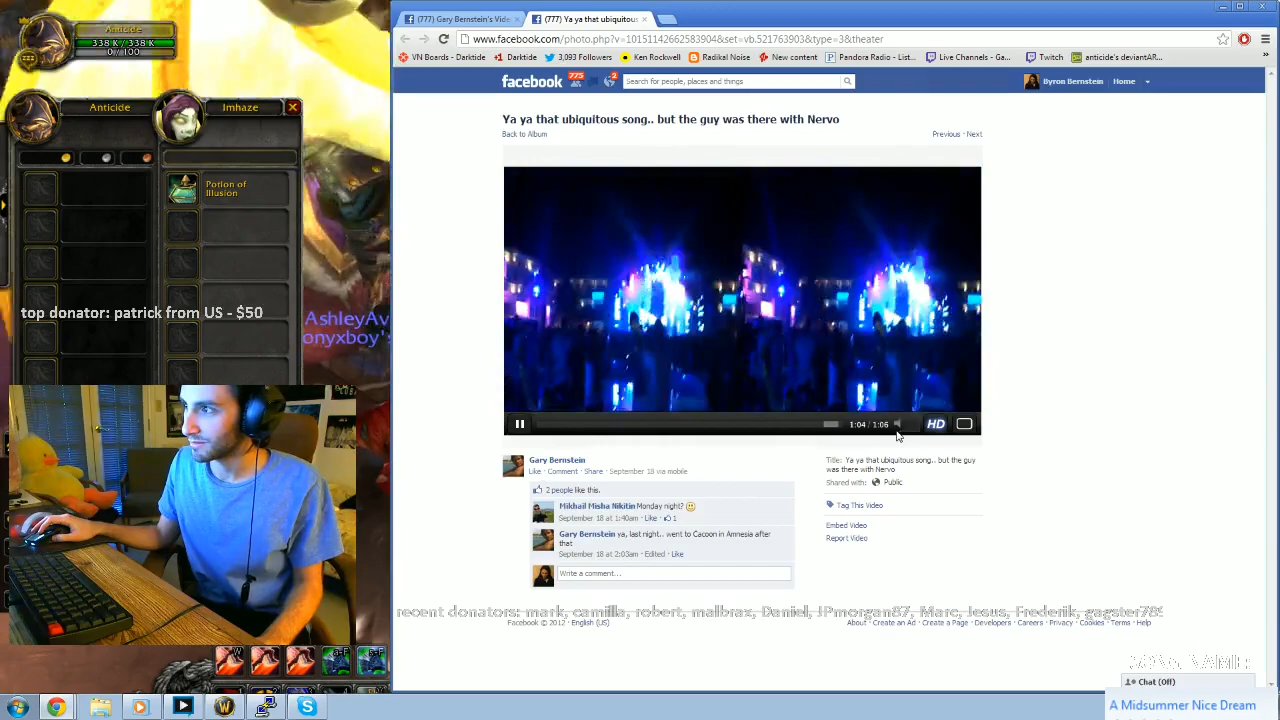 Anticide
338 K / 338 K
0 / 100
Anticide
Imhaze
Potion of
Illusion
top donator: patrick from US - $50
AshleyAv
onyxboy's
(777) Gary Bernstein's Vide
(777) Ya ya that ubiquitous
www.facebook.com/photo.php?v=10151142662583904&set=vb.521763903&type=3&theater
VN Boards - Darktide
+1 Darktide
3,093 Followers
Ken Rockwell
Radikal Noise
New content
Pandora Radio - List...
Live Channels - Ga...
Twitch
anticide's deviantAR...
facebook
775
2
Search for people, places and things
Byron Bernstein
Home
Ya ya that ubiquitous song.. but the guy was there with Nervo
Back to Album
Previous · Next
1:04 / 1:06
HD
Gary Bernstein
Like · Comment · Share · September 18 via mobile
2 people like this.
Mikhail Misha Nikitin Monday night?
September 18 at 1:40am · Like · 1
Gary Bernstein ya, last night.. went to Cacoon in Amnesia after
that
September 18 at 2:03am · Edited · Like
Write a comment...
Title: Ya ya that ubiquitous song.. but the guy
was there with Nervo
Shared with: Public
Tag This Video
Embed Video
Report Video
recent donators: mark, camilla, robert, malbrax, Daniel, JPmorgan87, Marc, Jesus, Frederik, gagster789
Facebook © 2012 · English (US)
About · Create an Ad · Create a Page · Developers · Careers · Privacy · Cookies · Terms · Help
Chat (Off)
A Midsummer Nice Dream